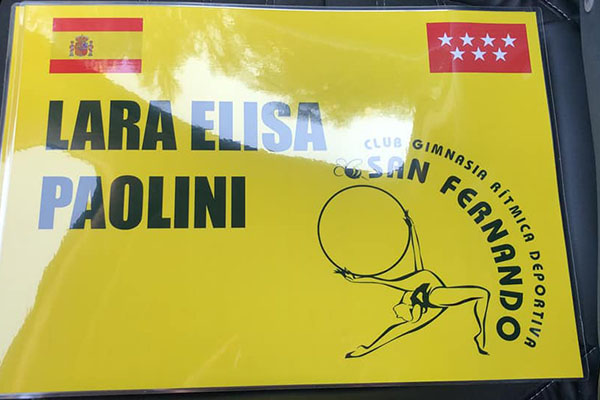 LARA ELISA
PAOLINI
CLUB GIMNASIA RÍTMICA DEPORTIVA
SAN FERNANDO